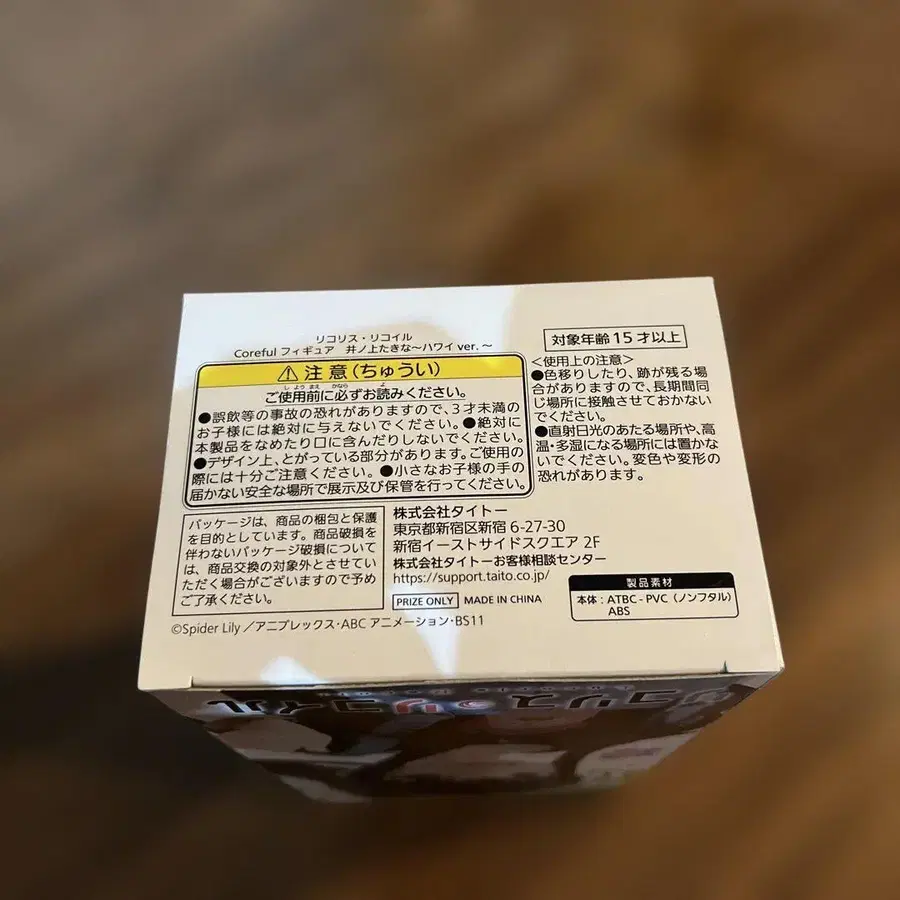 リコリス・リコイル
Coreful フィギュア　井ノ上たきな～ハワイ ver.～
⚠ 注意(ちゅうい)
ご使用前に必ずお読みください。
●誤飲等の事故の恐れがありますので、3才未満の
お子様には絶対に与えないでください。●絶対に
本製品をなめたり口に含んだりしないでください。
●デザイン上、とがっている部分があります。ご使用の
際には十分ご注意ください。●小さなお子様の手の
届かない安全な場所で展示及び保管を行ってください。
対象年齢15才以上
＜使用上の注意＞
●色移りしたり、跡が残る場
合がありますので、長期間同
じ場所に接触させておかない
でください。
●直射日光のあたる場所や、高
温・多湿になる場所には置かな
いでください。変色や変形の
恐れがあります。
パッケージは、商品の梱包と保護
を目的としています。商品破損を
伴わないパッケージ破損について
は、商品交換の対象外とさせてい
ただく場合がございますので予め
ご了承ください。
株式会社タイトー
東京都新宿区新宿 6-27-30
新宿イーストサイドスクエア 2F
株式会社タイトーお客様相談センター
https://support.taito.co.jp/
PRIZE ONLY MADE IN CHINA
製品素材
本体：ATBC-PVC（ノンフタル）
ABS
©Spider Lily／アニプレックス・ABC アニメーション・BS11
リコリス・リコイル